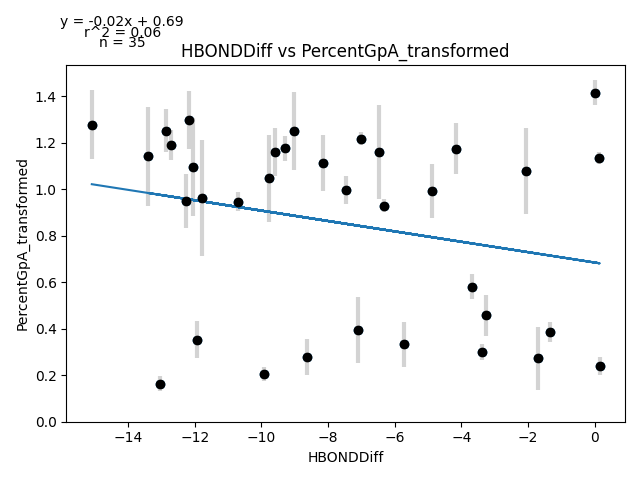 y = -0.02x + 0.69
r^2 = 0.06
n = 35
HBONDDiff vs PercentGpA_transformed
PercentGpA_transformed
1.4
1.2
1.0
0.8
0.6
0.4
0.2
0.0
−14 −12 −10 −8 −6 −4 −2 0
HBONDDiff